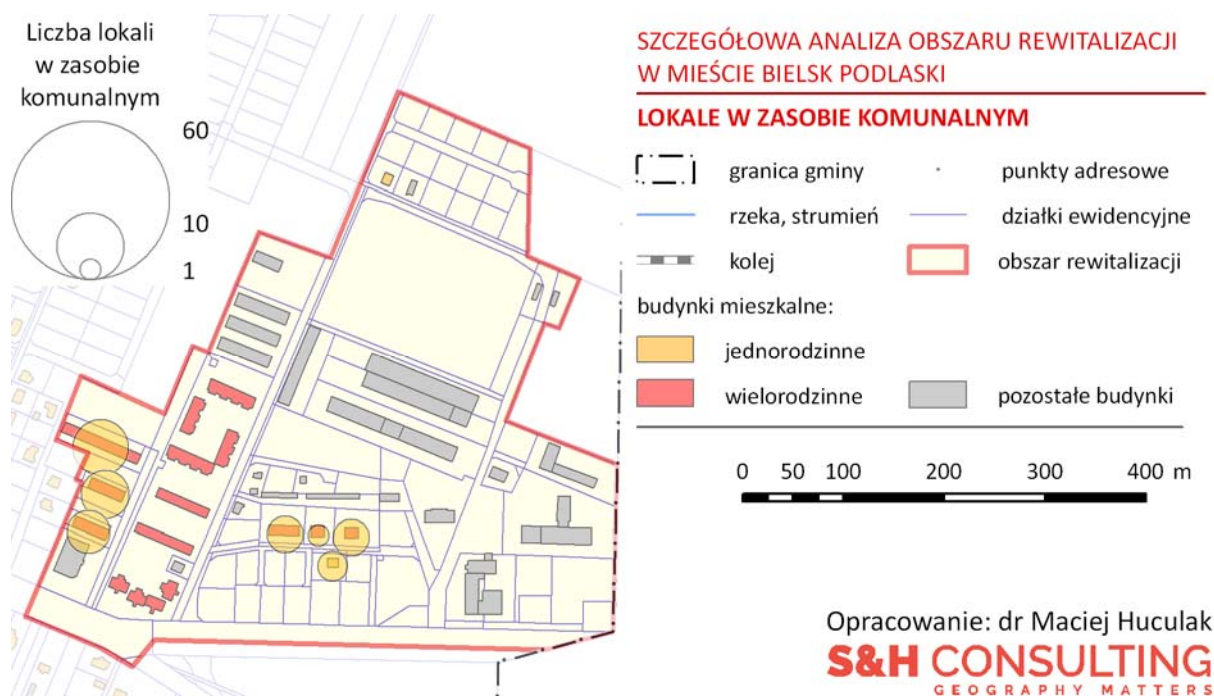 Liczba lokali
w zasobie
komunalnym
60
10
1
SZCZEGÓŁOWA ANALIZA OBSZARU REWITALIZACJI
W MIEŚCIE BIELSK PODLASKI
LOKALE W ZASOBIE KOMUNALNYM
granica gminy
punkty adresowe
rzeka, strumień
działki ewidencyjne
kolej
obszar rewitalizacji
budynki mieszkalne:
jednorodzinne
wielorodzinne
pozostałe budynki
0 50 100 200 300 400 m
Opracowanie: dr Maciej Huculak
S&H CONSULTING
GEOGRAPHY MATTERS